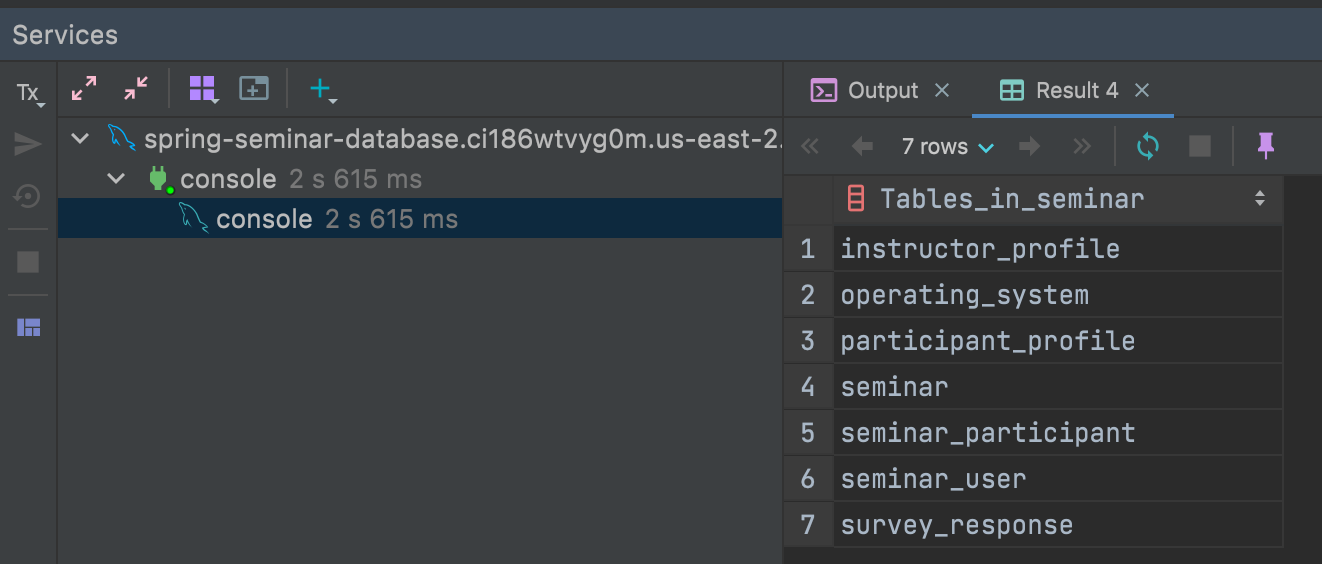 Services
Tx
spring-seminar-database.ci186wtvyg0m.us-east-2.
console 2 s 615 ms
console 2 s 615 ms
Output
Result 4
7 rows
Tables_in_seminar
1 instructor_profile
2 operating_system
3 participant_profile
4 seminar
5 seminar_participant
6 seminar_user
7 survey_response